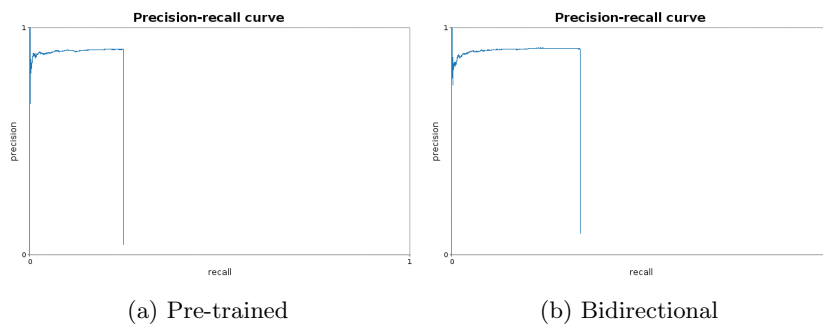 Precision-recall curve
1
precision
0
0
recall
1
(a) Pre-trained
Precision-recall curve
1
precision
0
0
recall
(b) Bidirectional